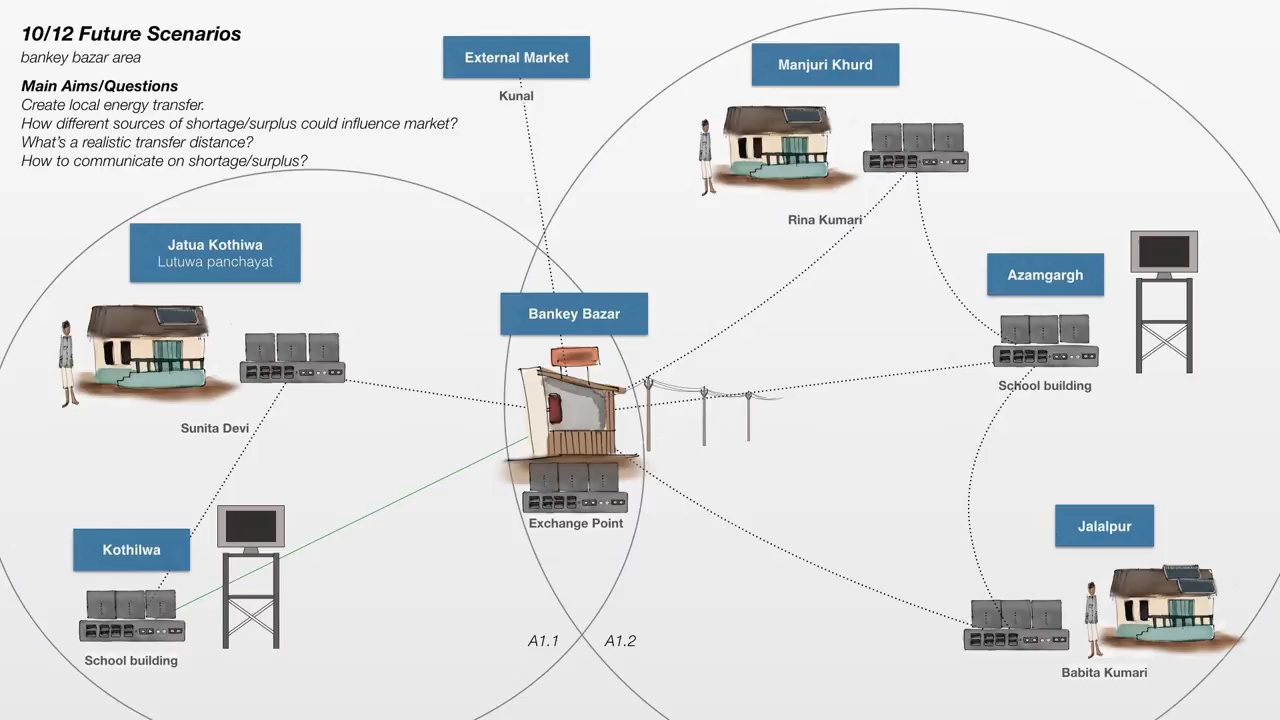 10/12 Future Scenarios
bankey bazar area
Main Aims/Questions
Create local energy transfer.
How different sources of shortage/surplus could influence market?
What's a realistic transfer distance?
How to communicate on shortage/surplus?
External Market
Kunal
Manjuri Khurd
Rina Kumari
Jatua Kothiwa
Lutuwa panchayat
Sunita Devi
Azamgargh
School building
Bankey Bazar
Exchange Point
Kothilwa
School building
Jalalpur
Babita Kumari
A1.1
A1.2